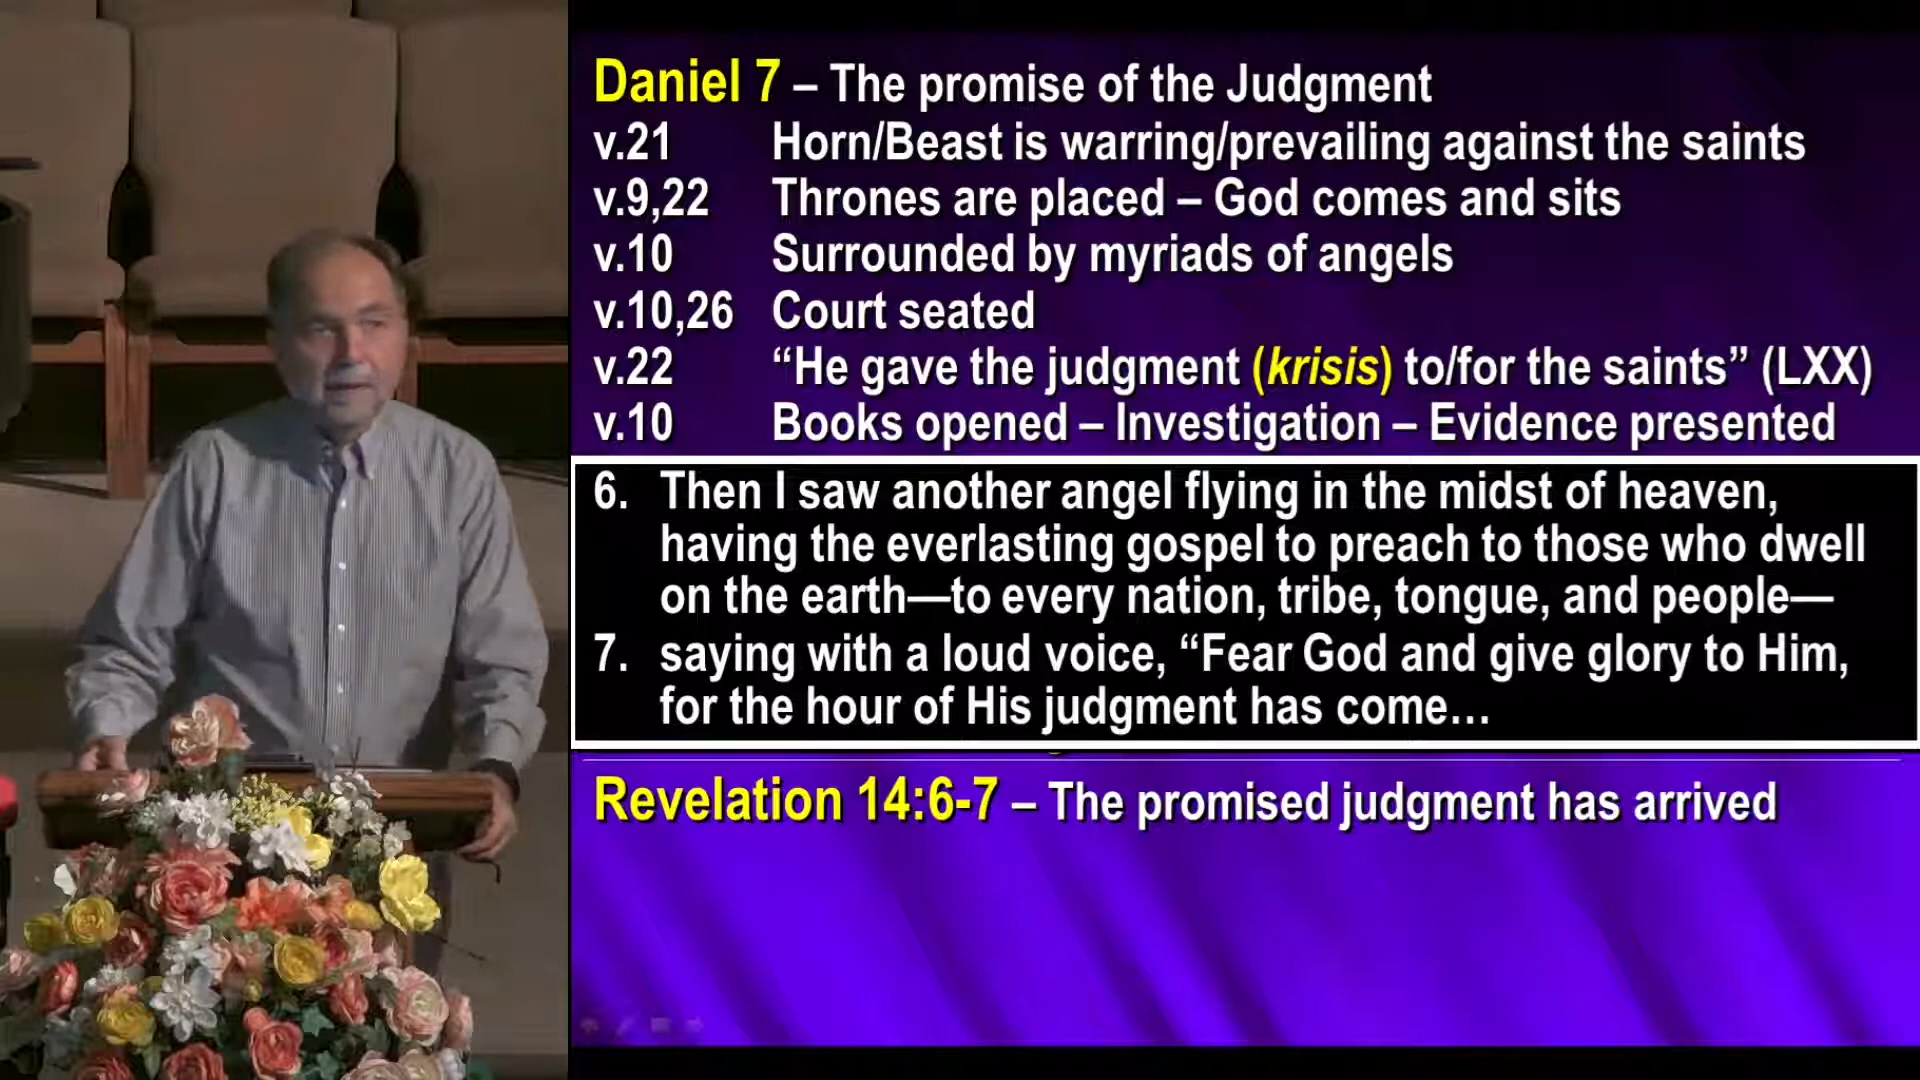 Daniel 7 – The promise of the Judgment
v.21 Horn/Beast is warring/prevailing against the saints
v.9,22 Thrones are placed – God comes and sits
v.10 Surrounded by myriads of angels
v.10,26 Court seated
v.22 “He gave the judgment (krisis) to/for the saints” (LXX)
v.10 Books opened – Investigation – Evidence presented
6. Then I saw another angel flying in the midst of heaven,
having the everlasting gospel to preach to those who dwell
on the earth—to every nation, tribe, tongue, and people—
7. saying with a loud voice, “Fear God and give glory to Him,
for the hour of His judgment has come…
Revelation 14:6-7 – The promised judgment has arrived